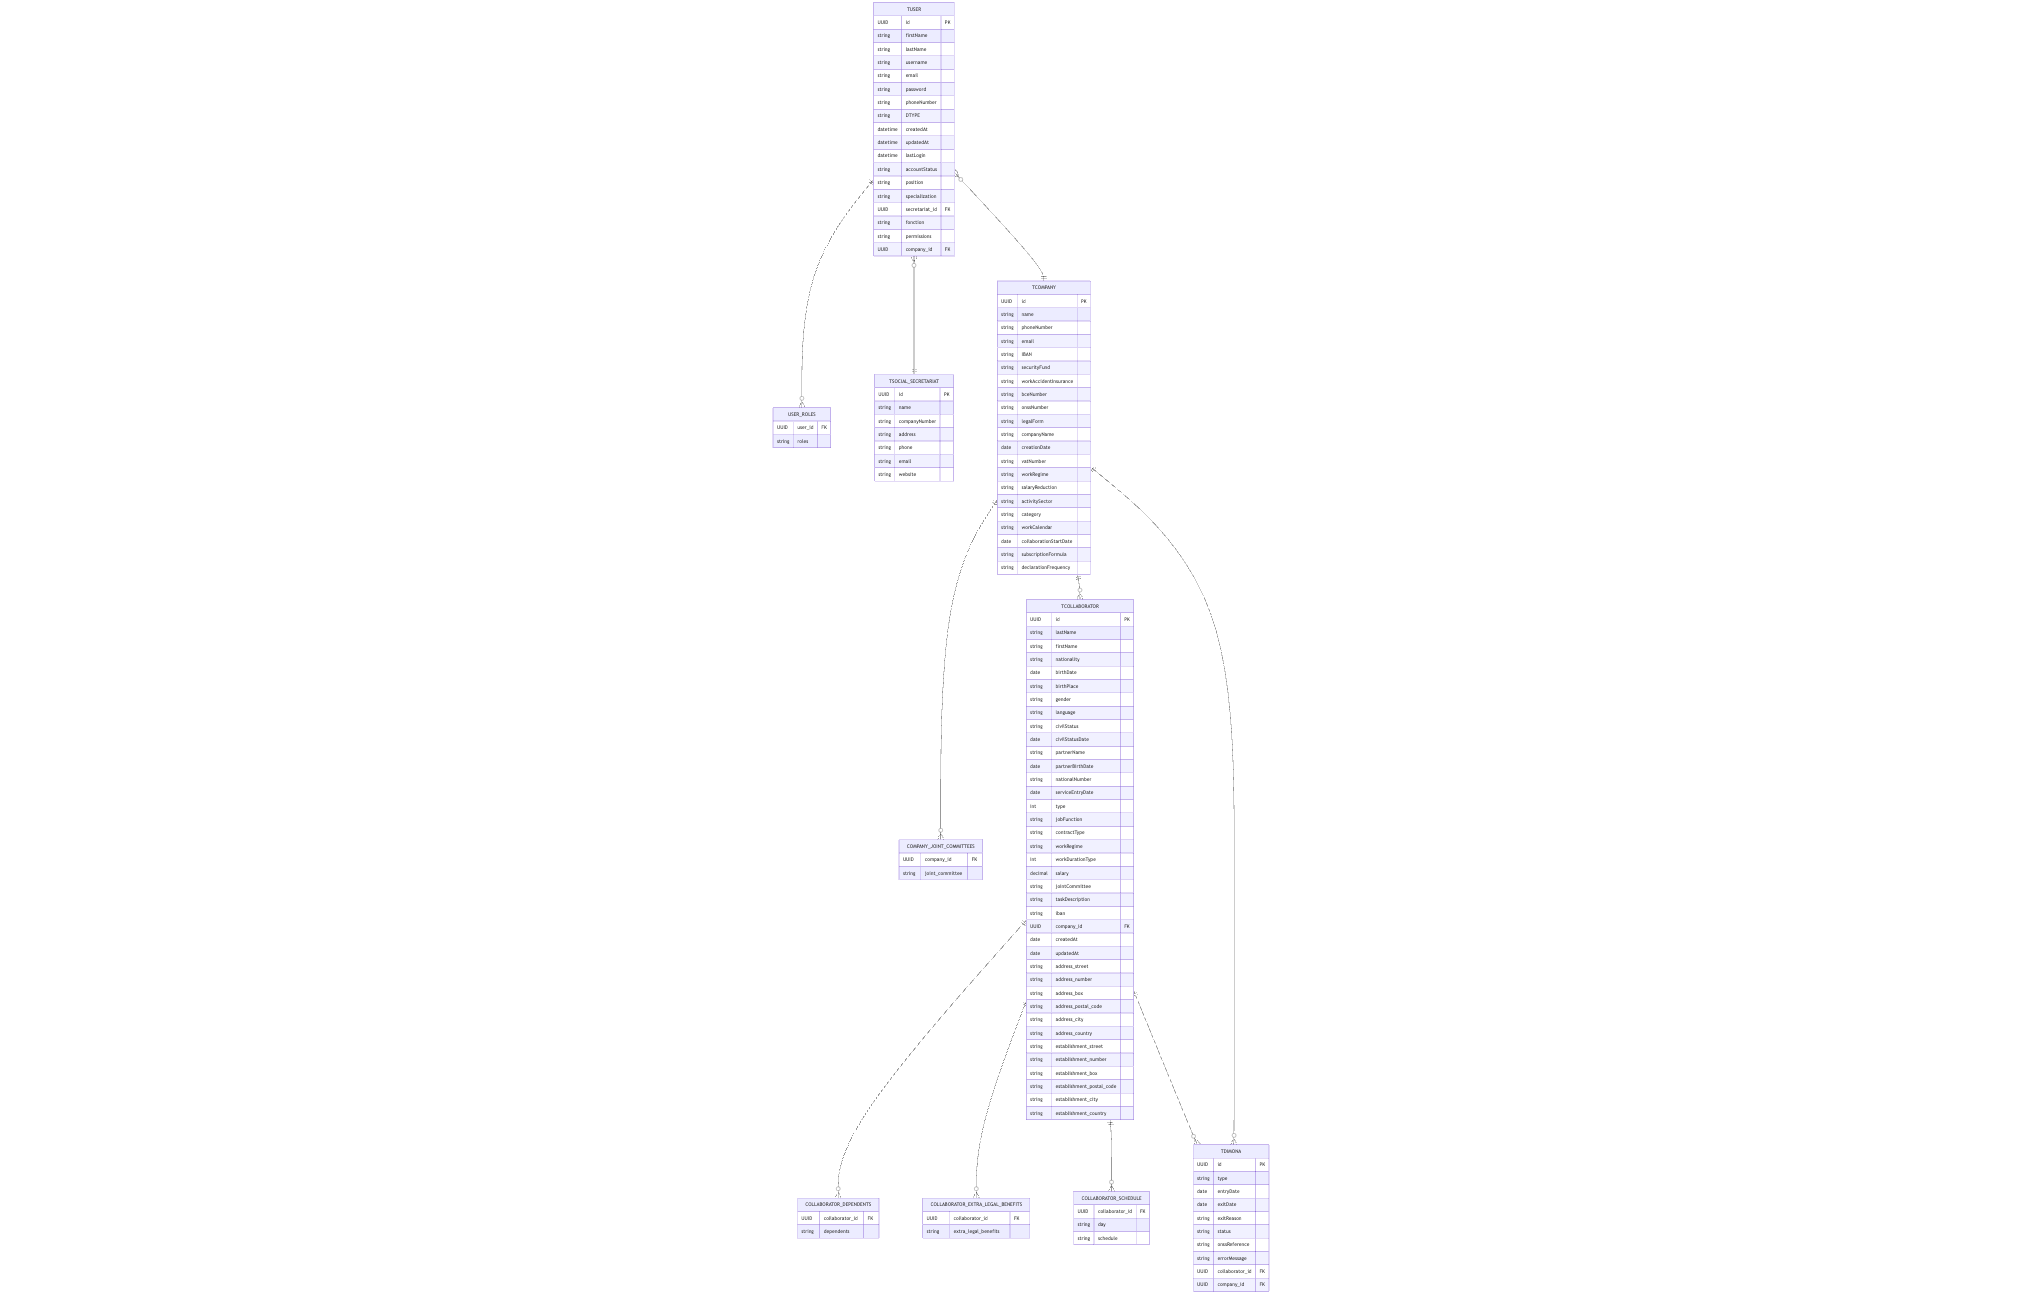 TUSER
UUID id PK
string firstName
string lastName
string username
string email
string password
string phoneNumber
string DTYPE
datetime createdAt
datetime updatedAt
datetime lastLogin
string accountStatus
string position
string specialization
UUID secretariat_id FK
string fonction
string permissions
UUID company_id FK
TCOMPANY
UUID id PK
string name
string phoneNumber
string email
string IBAN
string securityFund
string workAccidentInsurance
string bceNumber
string onssNumber
string legalForm
string companyName
date creationDate
string vatNumber
string workRegime
string salaryReduction
string activitySector
string category
string workCalendar
date collaborationStartDate
string subscriptionFormula
string declarationFrequency
TSOCIAL_SECRETARIAT
UUID id PK
string name
string companyNumber
string address
string phone
string email
string website
USER_ROLES
UUID user_id FK
string roles
TCOLLABORATOR
UUID id PK
string lastName
string firstName
string nationality
date birthDate
string birthPlace
string gender
string language
string civilStatus
date civilStatusDate
string partnerName
date partnerBirthDate
string nationalNumber
date serviceEntryDate
int type
string jobFunction
string contractType
string workRegime
int workDurationType
decimal salary
string jointCommittee
string taskDescription
string iban
UUID company_id FK
date createdAt
date updatedAt
string address_street
string address_number
string address_box
string address_postal_code
string address_city
string address_country
string establishment_street
string establishment_number
string establishment_box
string establishment_postal_code
string establishment_city
string establishment_country
COMPANY_JOINT_COMMITTEES
UUID company_id FK
string joint_committee
TDIMONA
UUID id PK
string type
date entryDate
date exitDate
string exitReason
string status
string onssReference
string errorMessage
UUID collaborator_id FK
UUID company_id FK
COLLABORATOR_DEPENDENTS
UUID collaborator_id FK
string dependents
COLLABORATOR_EXTRA_LEGAL_BENEFITS
UUID collaborator_id FK
string extra_legal_benefits
COLLABORATOR_SCHEDULE
UUID collaborator_id FK
string day
string schedule